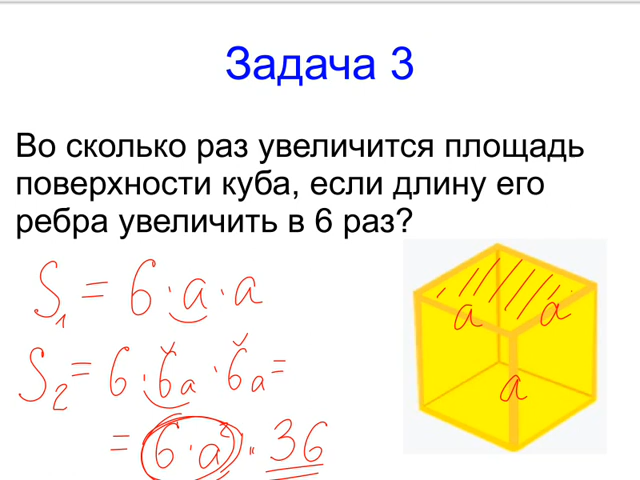 Задача 3
Во сколько раз увеличится площадь
поверхности куба, если длину его
ребра увеличить в 6 раз?
S₁ = 6 · a · a
S₂ = 6 · 6a · 6a =
= 6 · a² · 36
a a
a